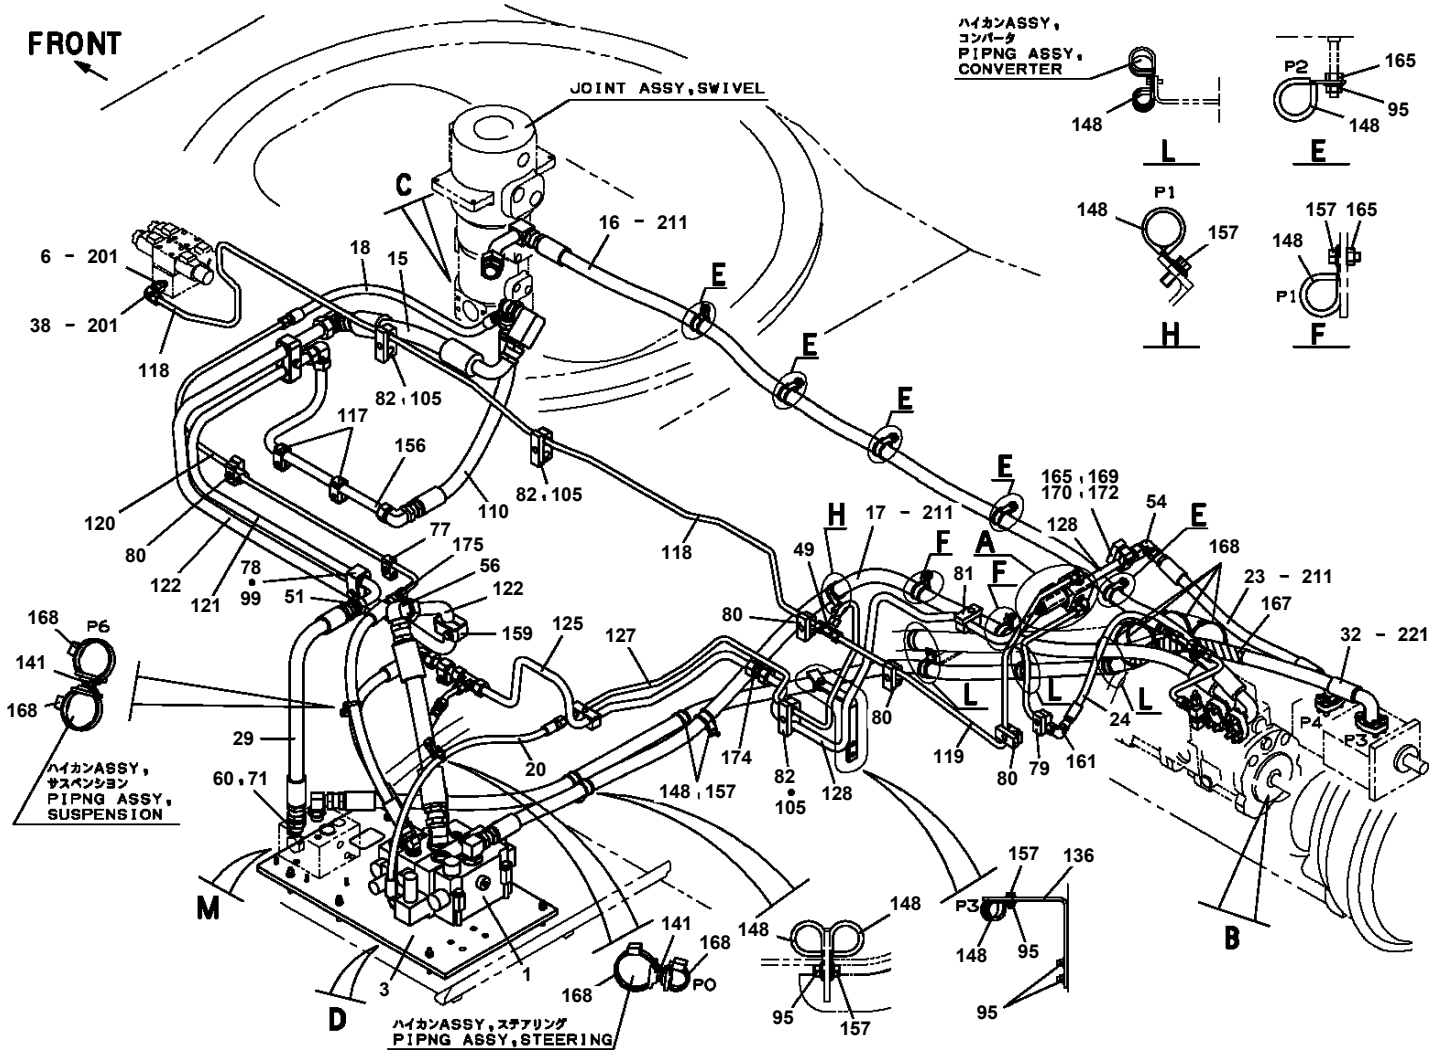 FRONT
ハイカンASSY,
コンバータ
PIPNG ASSY,
CONVERTER
148
L
P2
165
95
148
E
JOINT ASSY,SWIVEL
C
16 - 211
P1
148
157
H
157
165
148
P1
F
6 - 201
38 - 201
118
18
15
E
E
E
E
82,105
117
156
82,105
110
120
80
122
121
78
99
51
77
175
56
122
159
118
H
17 - 211
F
A
F
49
81
80
165,169
170,172
128
54
E
168
23 - 211
167
32 - 221
168
P6
141
168
125
127
L
L
L
80
119
80
79
161
24
P4
P3
29
60,71
20
148,157
174
82
105
128
ハイカンASSY,
サスペンション
PIPNG ASSY,
SUSPENSION
M
D
3
1
B
141
168
168
PO
ハイカンASSY,ステアリング
PIPNG ASSY,STEERING
148
148
95
157
157
136
P3
148
95
95